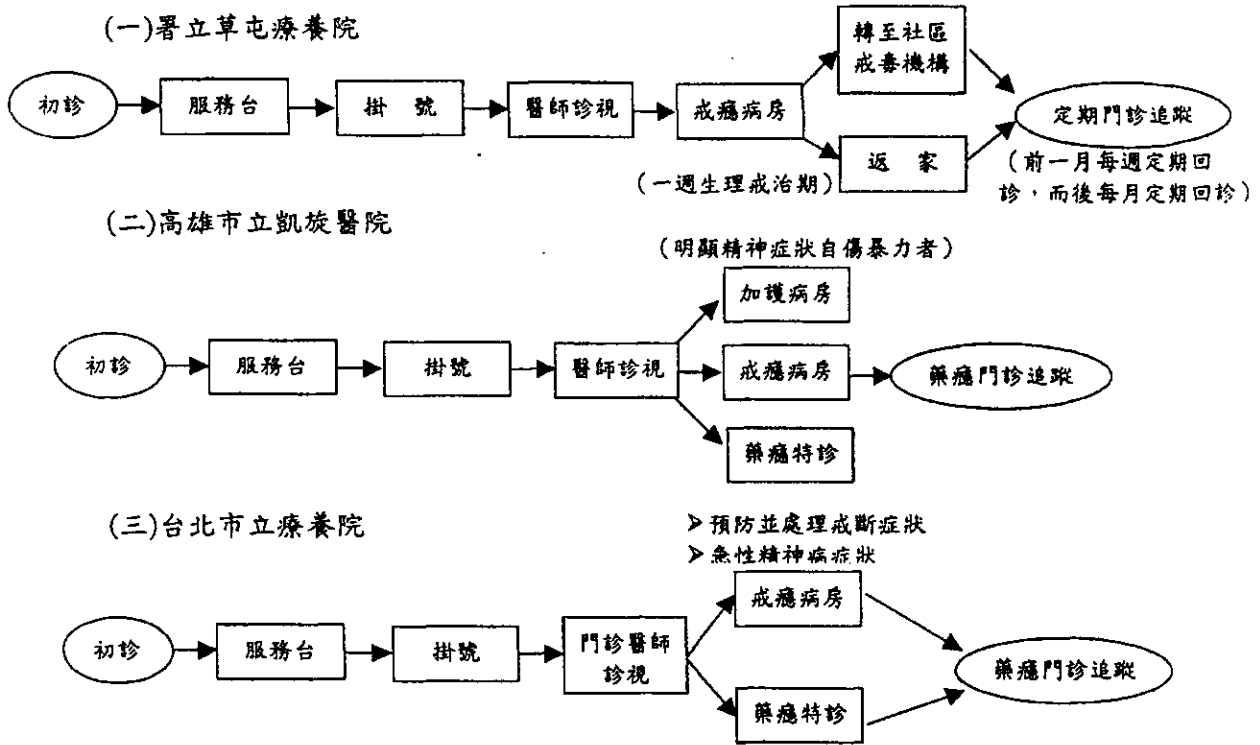 (一)署立草屯療養院
初診
服務台
掛 號
醫師診視
戒癮病房
轉至社區
戒毒機構
返 家
定期門診追蹤
(一週生理戒治期)
(前一月每週定期回
診，而後每月定期回診)
(二)高雄市立凱旋醫院
(明顯精神症狀自傷暴力者)
初診
服務台
掛號
醫師診視
加護病房
戒癮病房
藥癮特診
藥癮門診追蹤
(三)台北市立療養院
➢預防並處理戒斷症狀
➢急性精神病症狀
初診
服務台
掛號
門診醫師
診視
戒癮病房
藥癮特診
藥癮門診追蹤